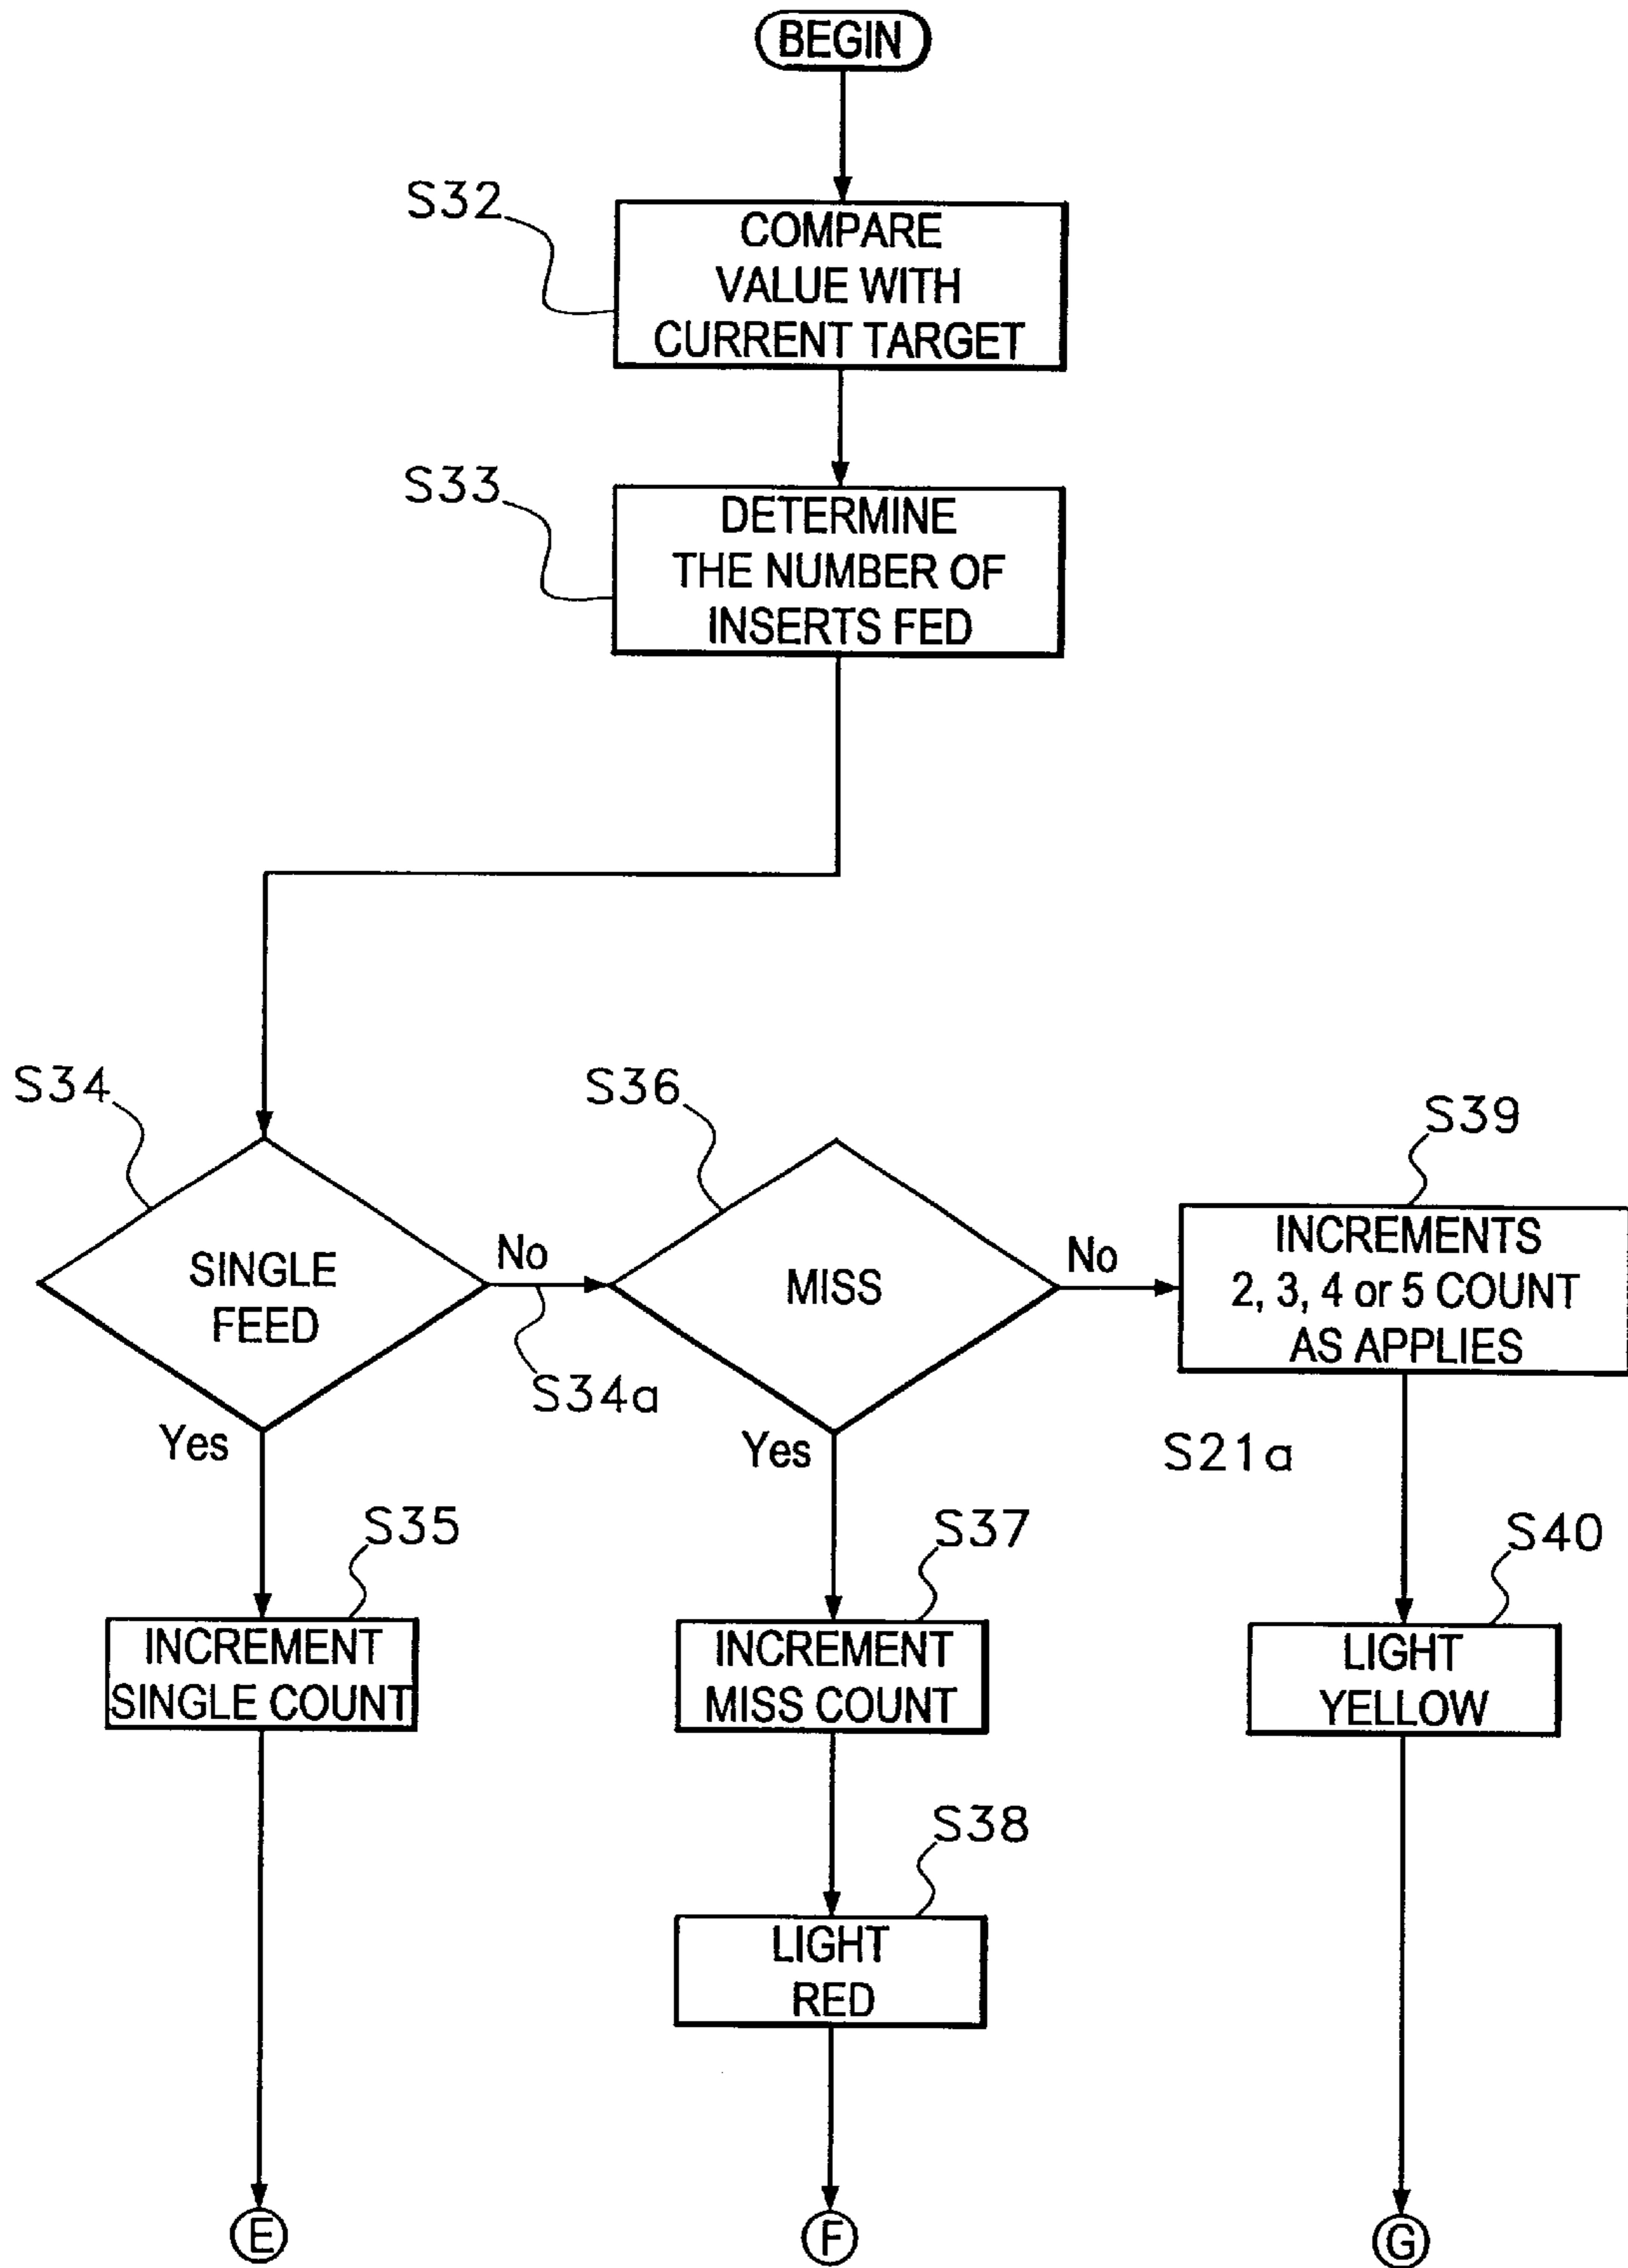 BEGIN
S32
COMPARE
VALUE WITH
CURRENT TARGET
S33
DETERMINE
THE NUMBER OF
INSERTS FED
S34
SINGLE
FEED
No
S34a
S36
MISS
No
S39
INCREMENTS
2, 3, 4 or 5 COUNT
AS APPLIES
Yes
Yes
S21a
S35
INCREMENT
SINGLE COUNT
S37
INCREMENT
MISS COUNT
S40
LIGHT
YELLOW
S38
LIGHT
RED
E
F
G